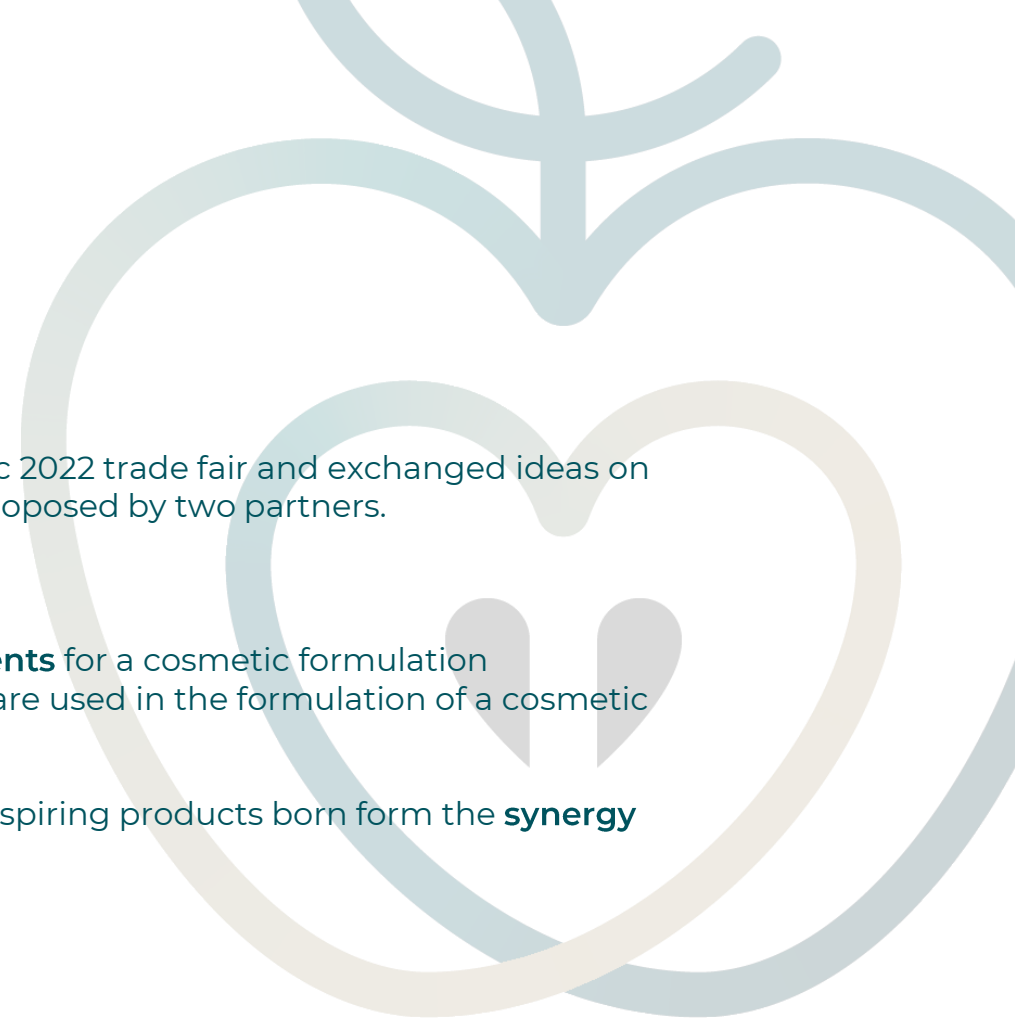 c 2022 trade fair and exchanged ideas on
oposed by two partners.
ents for a cosmetic formulation
are used in the formulation of a cosmetic
spiring products born form the synergy